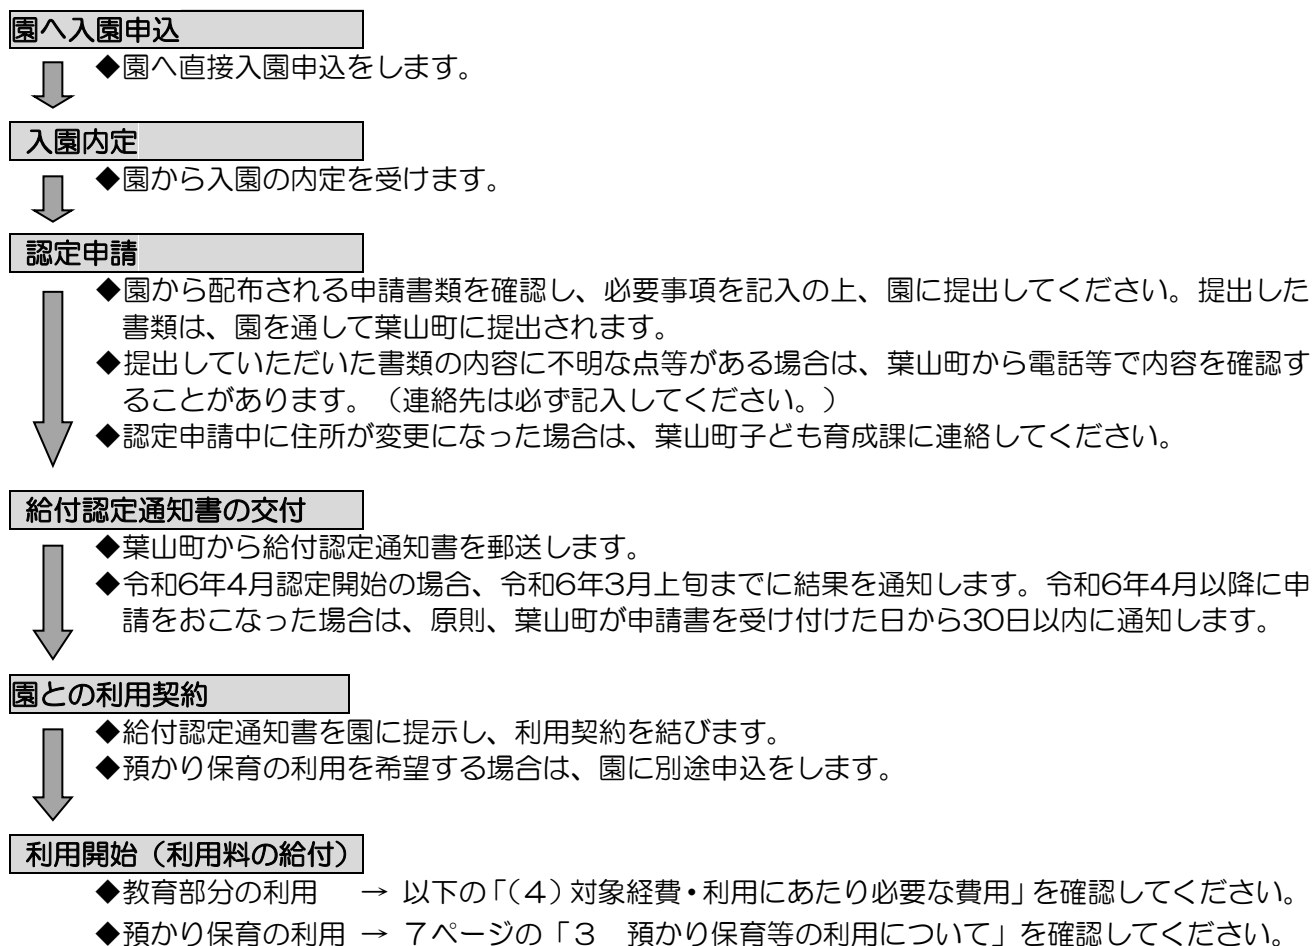 園へ入園申込
◆園へ直接入園申込をします。
入園内定
◆園から入園の内定を受けます。
認定申請
◆園から配布される申請書類を確認し、必要事項を記入の上、園に提出してください。提出した
書類は、園を通して葉山町に提出されます。
◆提出していただいた書類の内容に不明な点等がある場合は、葉山町から電話等で内容を確認す
ることがあります。（連絡先は必ず記入してください。）
◆認定申請中に住所が変更になった場合は、葉山町子ども育成課に連絡してください。
給付認定通知書の交付
◆葉山町から給付認定通知書を郵送します。
◆令和6年4月認定開始の場合、令和6年3月上旬までに結果を通知します。令和6年4月以降に申
請をおこなった場合は、原則、葉山町が申請書を受け付けた日から30日以内に通知します。
園との利用契約
◆給付認定通知書を園に提示し、利用契約を結びます。
◆預かり保育の利用を希望する場合は、園に別途申込をします。
利用開始（利用料の給付）
◆教育部分の利用　→ 以下の「（4）対象経費・利用にあたり必要な費用」を確認してください。
◆預かり保育の利用 → 7ページの「3　預かり保育等の利用について」を確認してください。